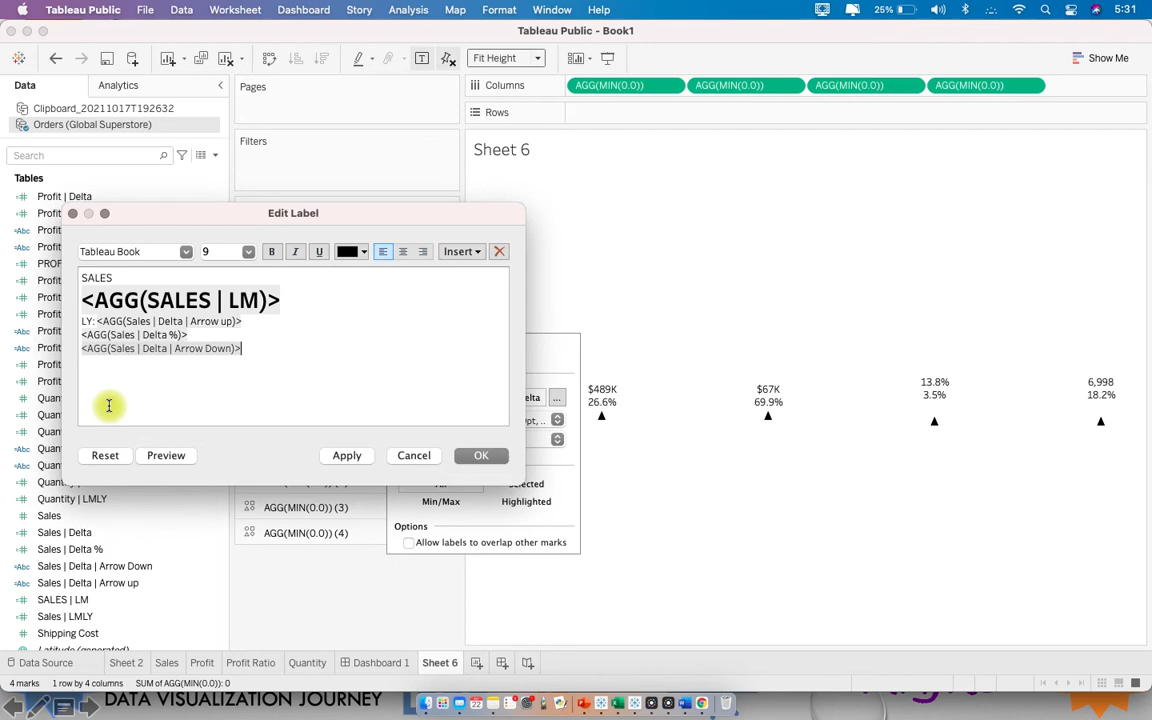 Tableau Public File Data Worksheet Dashboard Story Analysis Map Format Window Help 25% 5:31
Tableau Public - Book1
Fit Height Show Me
Data Analytics
Pages
Columns AGG(MIN(0.0)) AGG(MIN(0.0)) AGG(MIN(0.0)) AGG(MIN(0.0))
Clipboard_20211017T192632
Rows
Orders (Global Superstore)
Filters
Sheet 6
Search
Tables
Profit | Delta
Edit Label
Tableau Book 9 B I U Insert
SALES
<AGG(SALES | LM)>
LY: <AGG(Sales | Delta | Arrow up)>
<AGG(Sales | Delta %)>
<AGG(Sales | Delta | Arrow Down)>
Reset Preview Apply Cancel OK
$489K $67K 13.8% 6,998
26.6% 69.9% 3.5% 18.2%
▲ ▲ ▲ ▲
Min/Max Highlighted
Options
Allow labels to overlap other marks
AGG(MIN(0.0)) (3)
AGG(MIN(0.0)) (4)
Quantity | LMLY
Sales
Sales | Delta
Sales | Delta %
Sales | Delta | Arrow Down
Sales | Delta | Arrow up
SALES | LM
Sales | LMLY
Shipping Cost
Latitude (generated)
Data Source Sheet 2 Sales Profit Profit Ratio Quantity Dashboard 1 Sheet 6
4 marks 1 row by 4 columns SUM of AGG(MIN(0.0)): 0
DATA VISUALIZATION JOURNEY